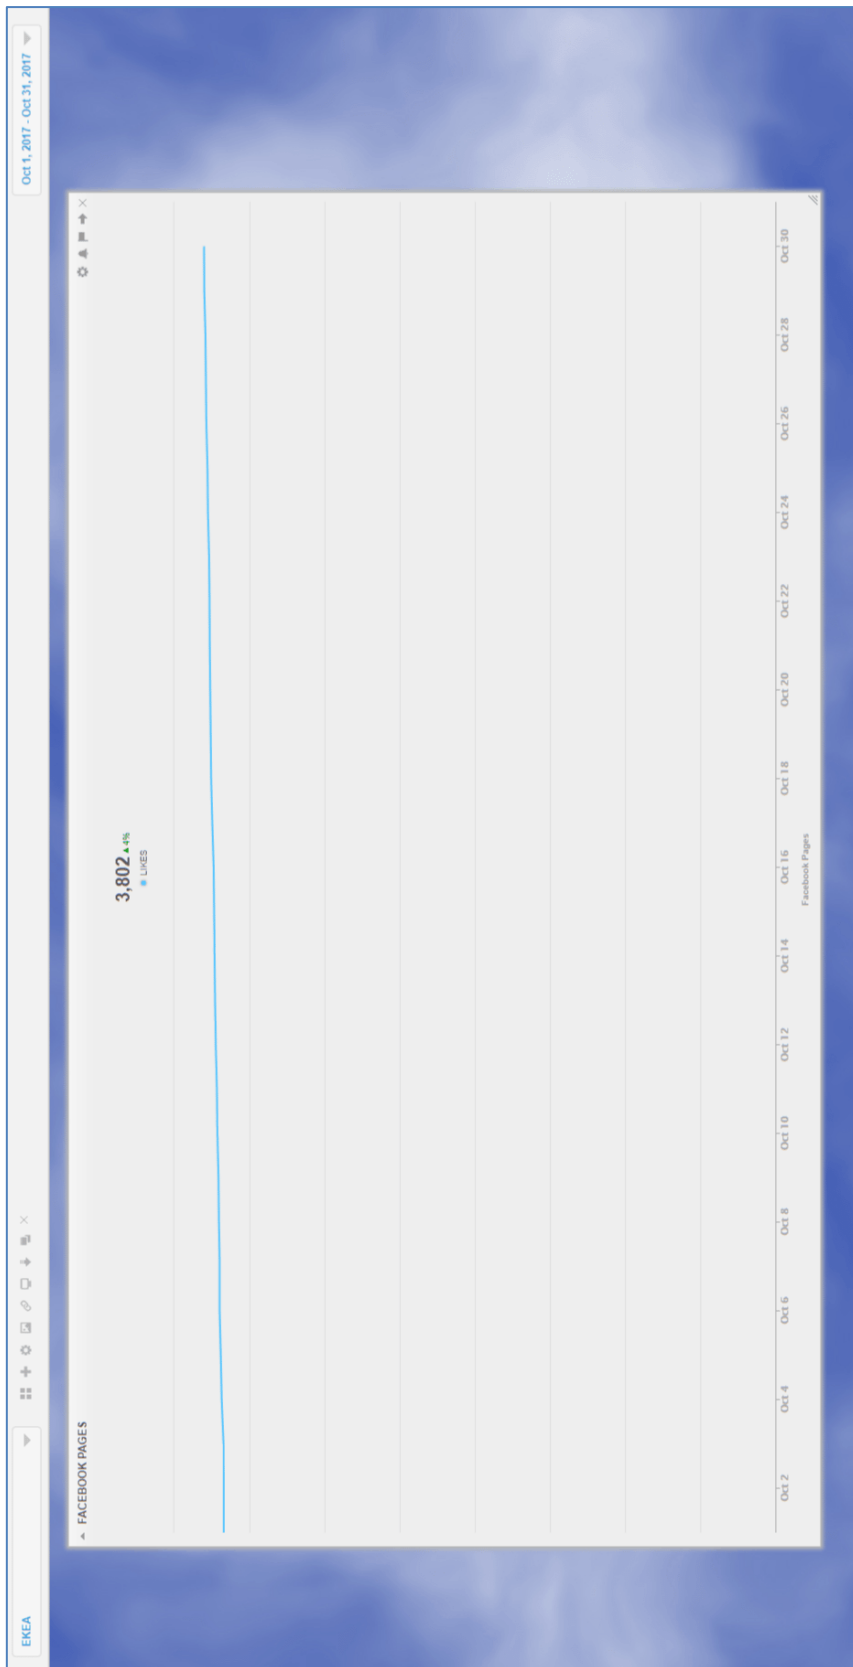 EKEA
Oct 1, 2017 - Oct 31, 2017
FACEBOOK PAGES
3,802 ▲4%
LIKES
Oct 2 Oct 4 Oct 6 Oct 8 Oct 10 Oct 12 Oct 14 Oct 16 Oct 18 Oct 20 Oct 22 Oct 24 Oct 26 Oct 28 Oct 30
Facebook Pages